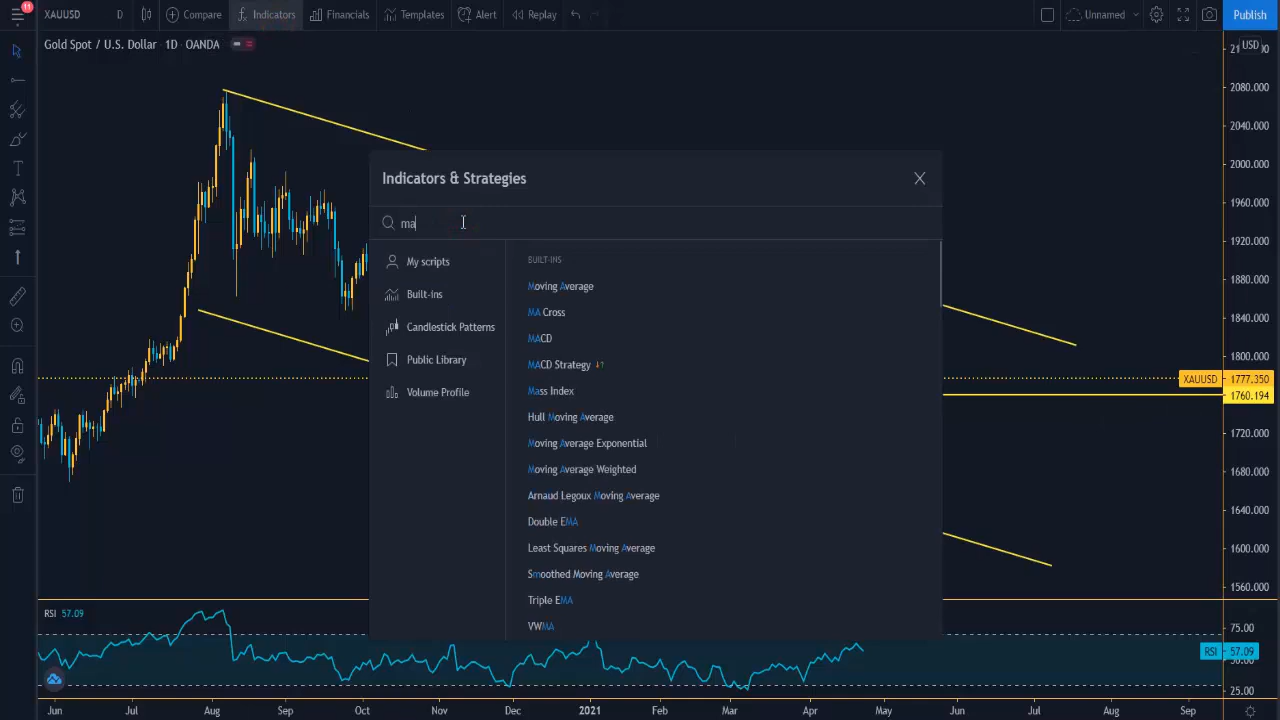 11
XAUUSD D Compare Indicators Financials Templates Alert Replay Unnamed Publish
Gold Spot / U.S. Dollar 1D OANDA
USD
2080.000
2040.000
2000.000
1960.000
1920.000
1880.000
1840.000
1800.000
XAUUSD 1777.350
1760.194
1720.000
1680.000
1640.000
1600.000
1560.000
Indicators & Strategies
ma
My scripts
Built-ins
Candlestick Patterns
Public Library
Volume Profile
BUILT-INS
Moving Average
MA Cross
MACD
MACD Strategy
Mass Index
Hull Moving Average
Moving Average Exponential
Moving Average Weighted
Arnaud Legoux Moving Average
Double EMA
Least Squares Moving Average
Smoothed Moving Average
Triple EMA
VWMA
RSI 57.09
75.00
RSI 57.09
50.00
25.00
Jun Jul Aug Sep Oct Nov Dec 2021 Feb Mar Apr May Jun Jul Aug Sep